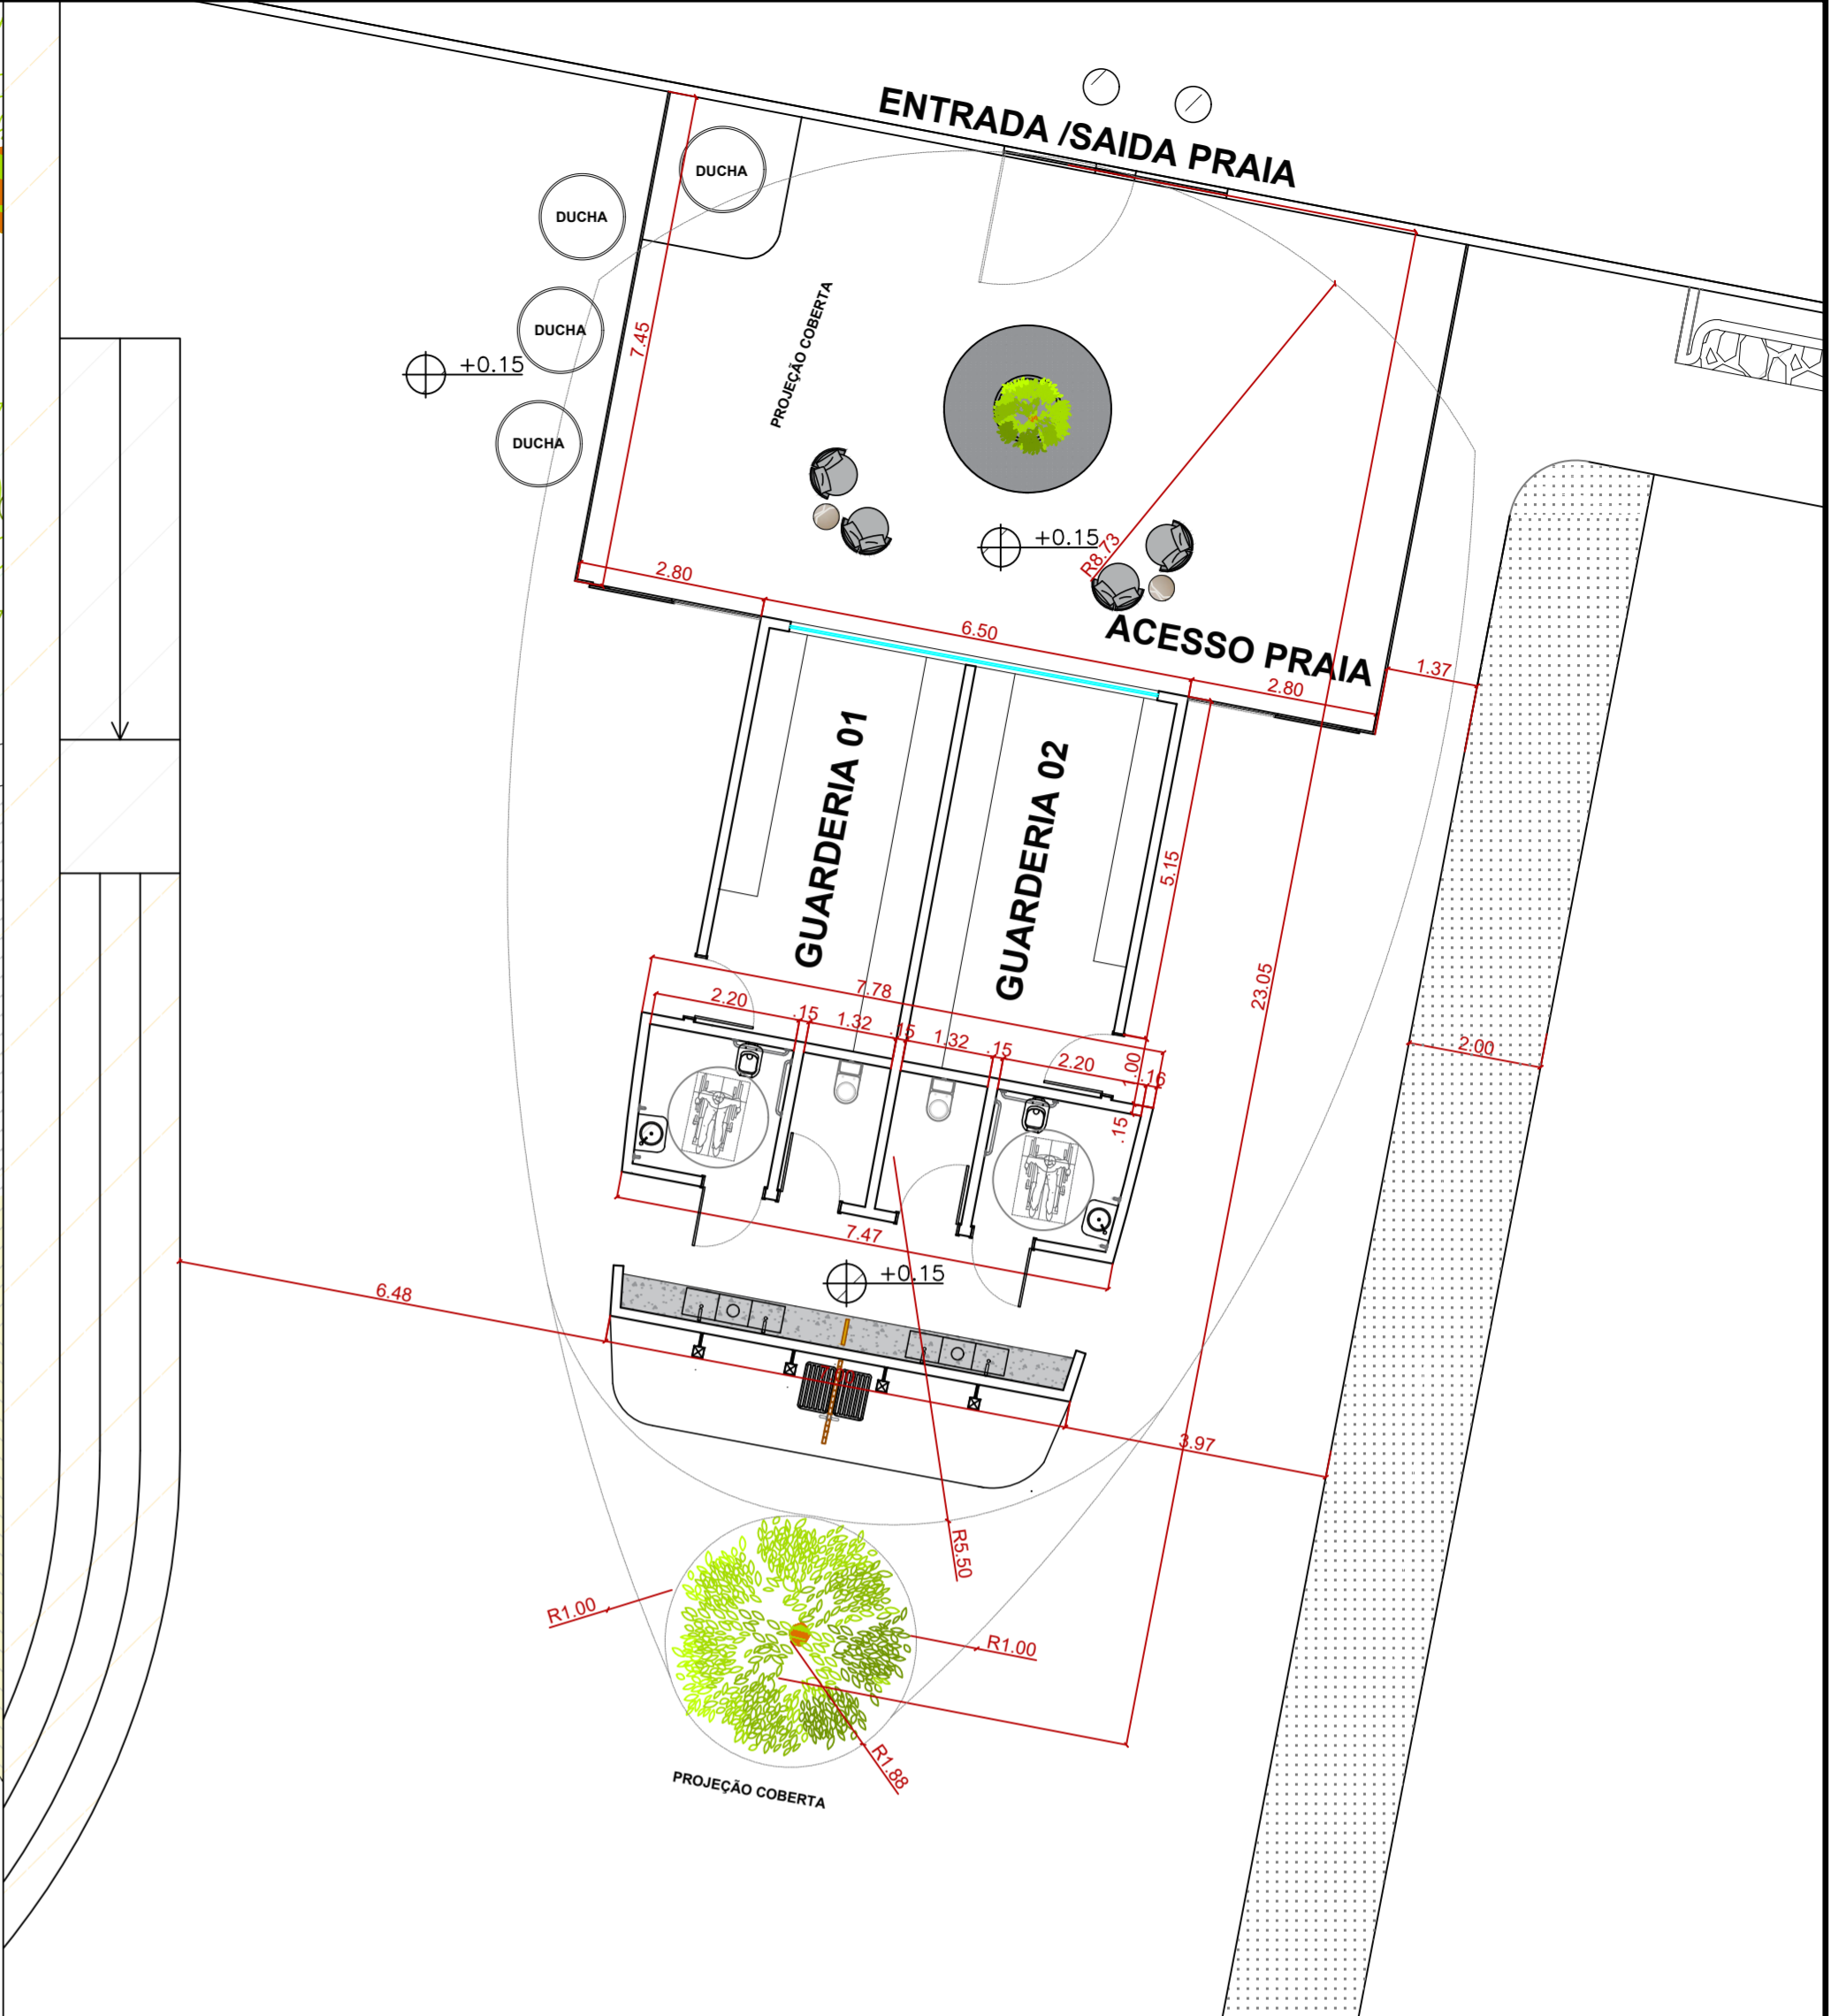 ENTRADA /SAIDA PRAIA
DUCHA
DUCHA
DUCHA
DUCHA
7.45
PROJEÇÃO COBERTA
+0.15
+0.15
R8.73
2.80
6.50
ACESSO PRAIA
2.80
1.37
GUARDERIA 01
GUARDERIA 02
5.15
23.05
7.78
2.20
.15
1.32
.15
1.32
.15
2.20
1.00
.16
.15
2.00
7.47
+0.15
6.48
3.97
R5.50
R1.00
R1.00
R1.88
PROJEÇÃO COBERTA